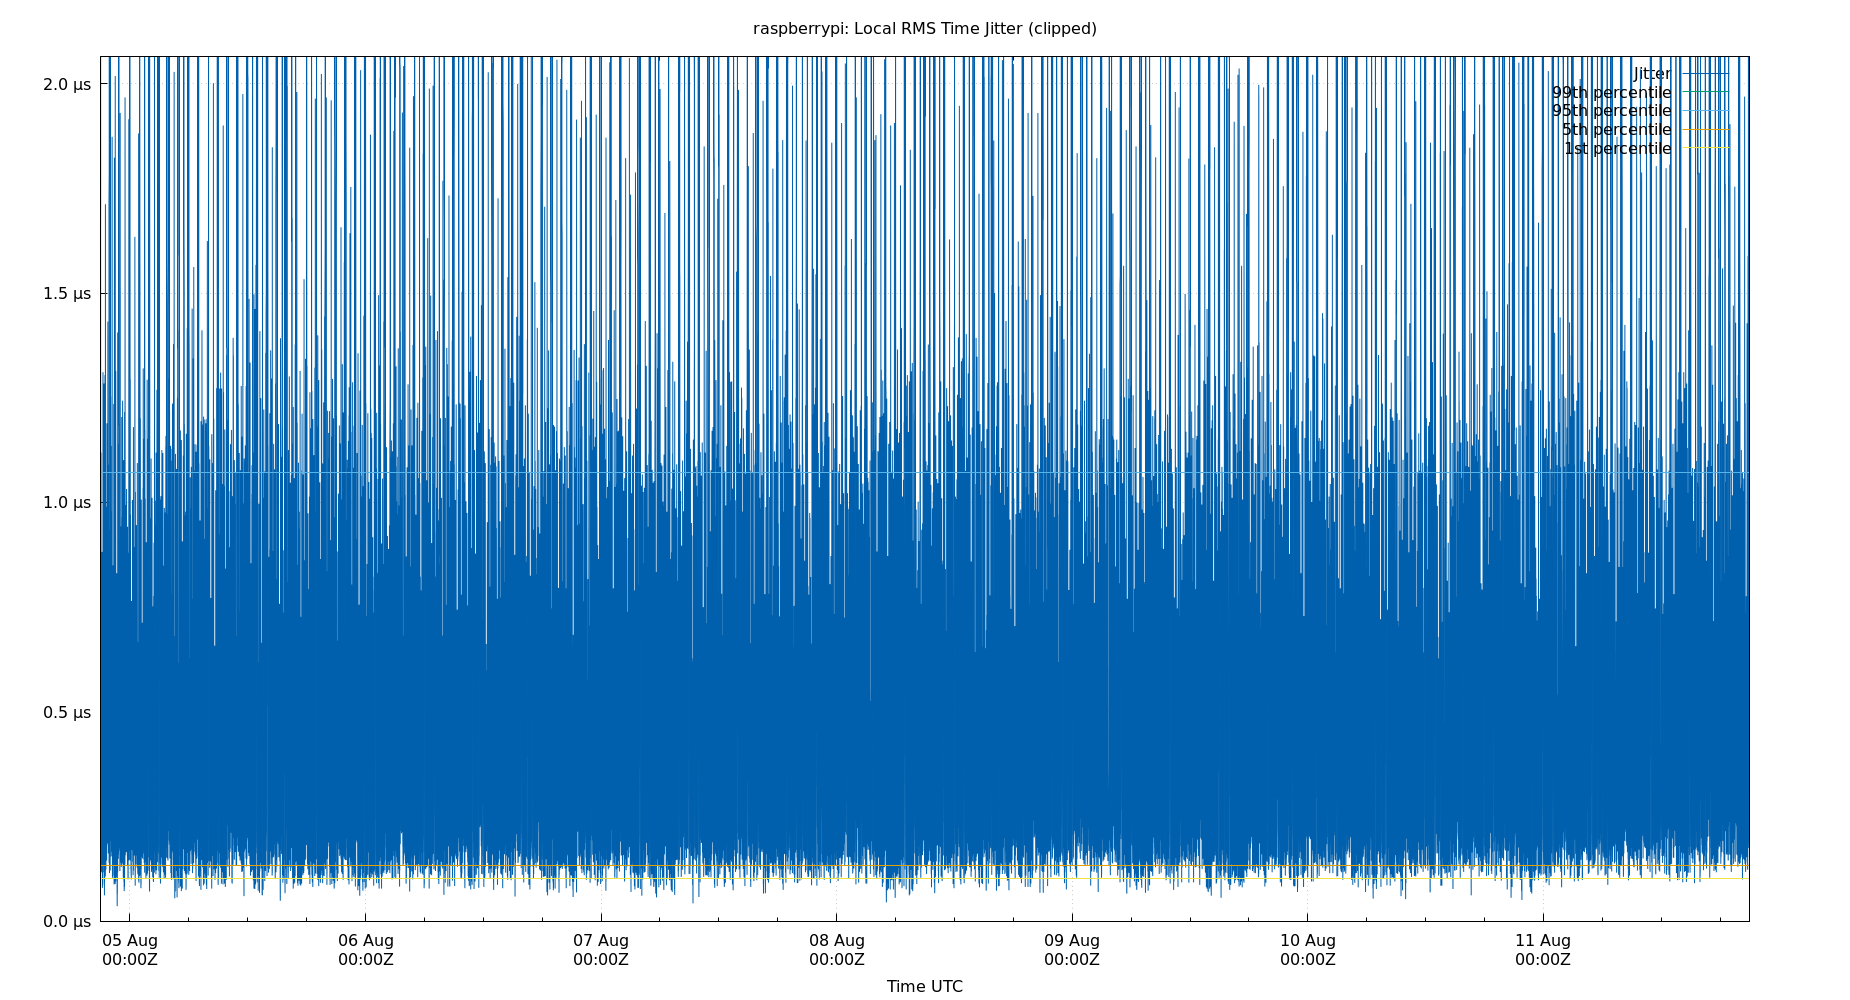 raspberrypi: Local RMS Time Jitter (clipped)
2.0 µs
1.5 µs
1.0 µs
0.5 µs
0.0 µs
Jitter
99th percentile
95th percentile
5th percentile
1st percentile
05 Aug 06 Aug 07 Aug 08 Aug 09 Aug 10 Aug 11 Aug
00:00Z 00:00Z 00:00Z 00:00Z 00:00Z 00:00Z 00:00Z
Time UTC